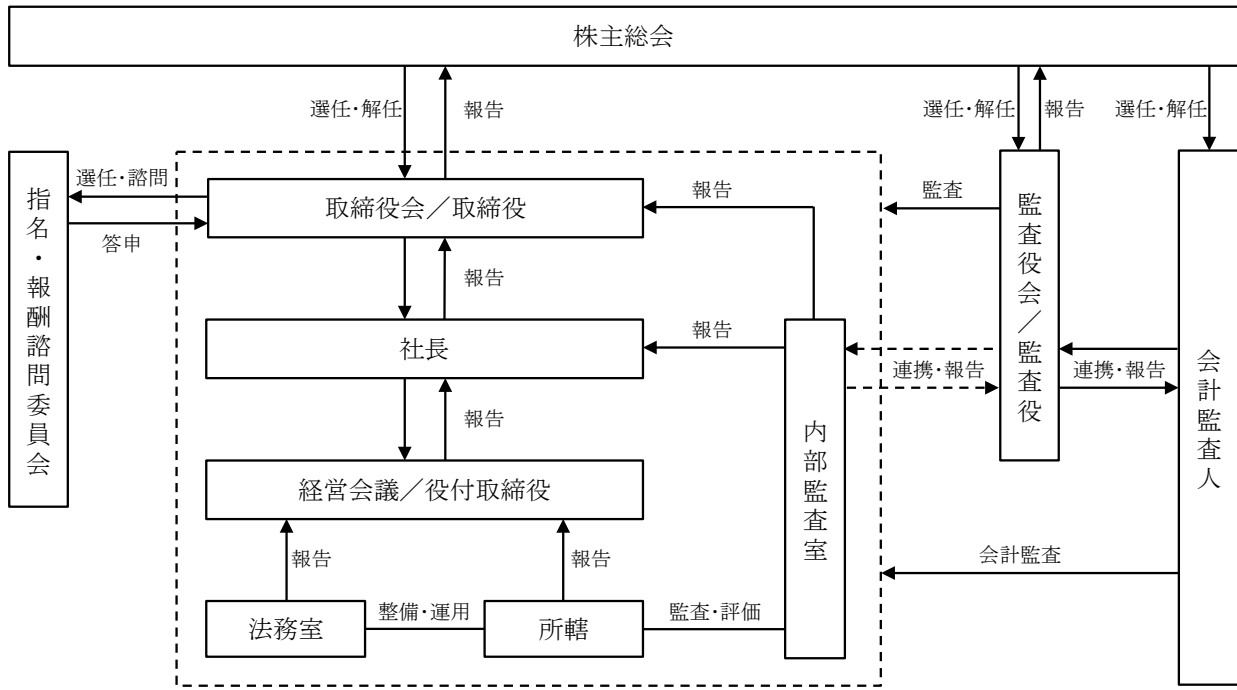 株主総会
選任・解任
報告
選任・解任
報告
選任・解任
指名・報酬諮問委員会
選任・諮問
答申
取締役会／取締役
報告
監査
監査役会／監査役
会計監査人
報告
社長
報告
連携・報告
連携・報告
報告
内部監査室
経営会議／役付取締役
報告
報告
会計監査
法務室
整備・運用
所轄
監査・評価